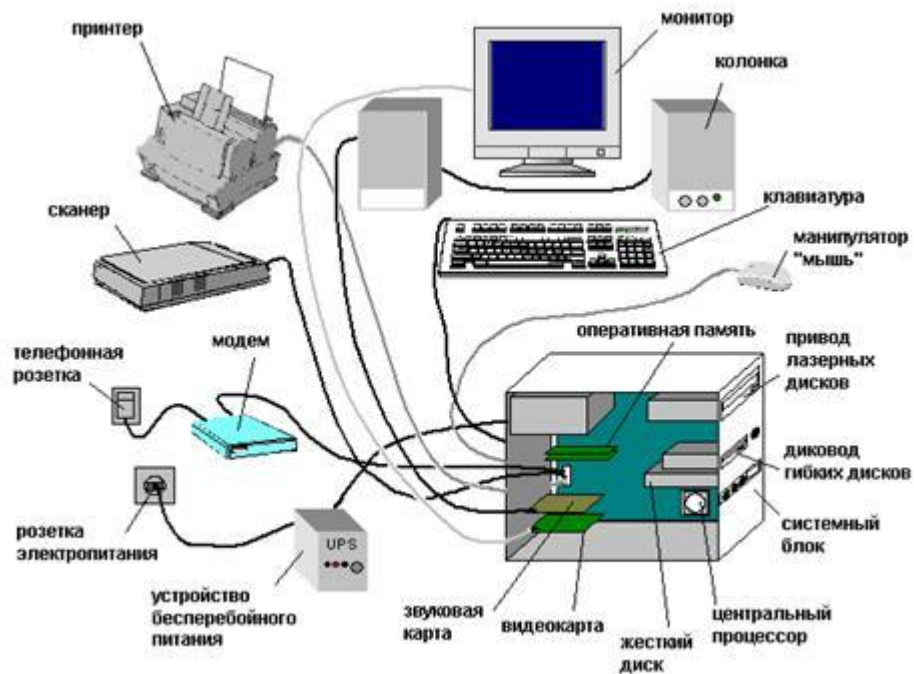 принтер
монитор
колонка
сканер
клавиатура
манипулятор
"мышь"
оперативная память
привод
лазерных
дисков
телефонная
розетка
модем
диковод
гибких дисков
розетка
электропитания
UPS
системный
блок
устройство
бесперебойного
питания
звуковая
карта
видеокарта
жесткий
диск
центральный
процессор